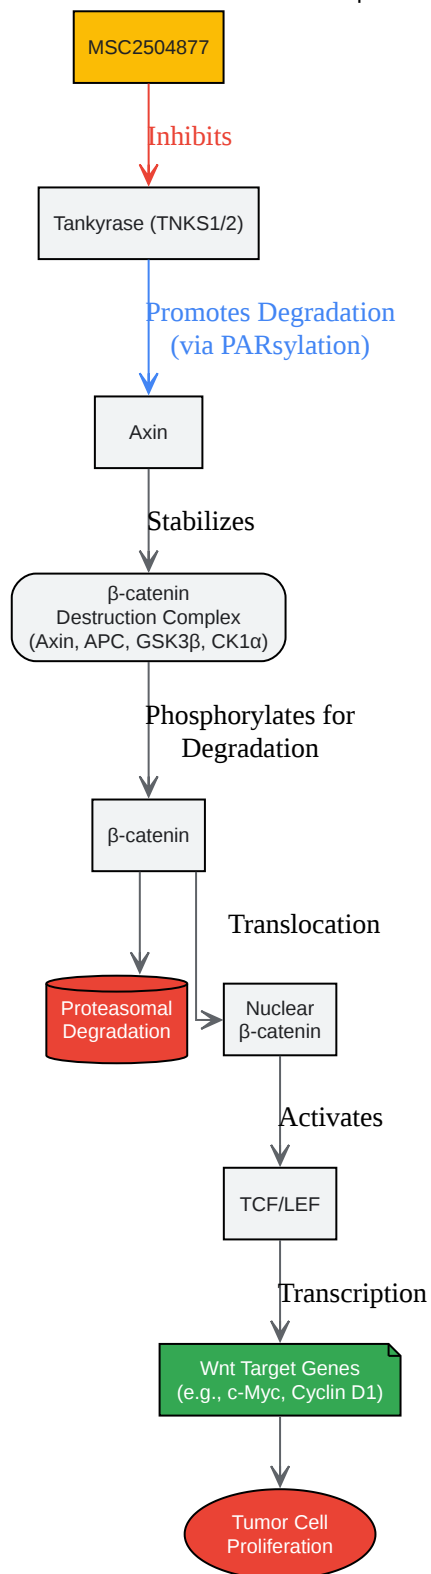 MSC2504877
Inhibits
Tankyrase (TNKS1/2)
Promotes Degradation
(via PARsylation)
Axin
Stabilizes
β-catenin
Destruction Complex
(Axin, APC, GSK3β, CK1α)
Phosphorylates for
Degradation
β-catenin
Translocation
Proteasomal
Degradation
Nuclear
β-catenin
Activates
TCF/LEF
Transcription
Wnt Target Genes
(e.g., c-Myc, Cyclin D1)
Tumor Cell
Proliferation